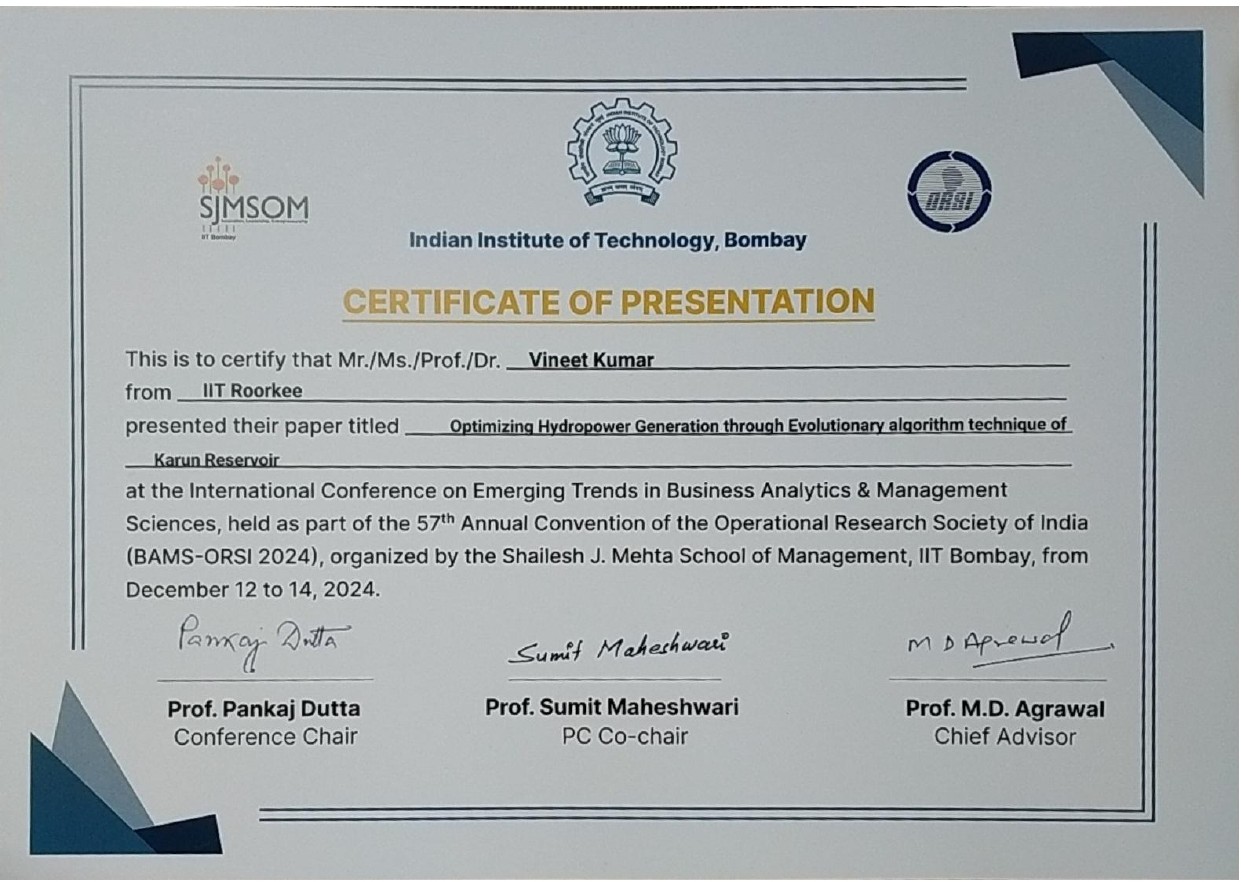 SJMSOM
IIT Bombay
ORSI
Indian Institute of Technology, Bombay
CERTIFICATE OF PRESENTATION
This is to certify that Mr./Ms./Prof./Dr. Vineet Kumar
from IIT Roorkee
presented their paper titled Optimizing Hydropower Generation through Evolutionary algorithm technique of
Karun Reservoir
at the International Conference on Emerging Trends in Business Analytics & Management
Sciences, held as part of the 57th Annual Convention of the Operational Research Society of India
(BAMS-ORSI 2024), organized by the Shailesh J. Mehta School of Management, IIT Bombay, from
December 12 to 14, 2024.
Pankaj Dutta
Sumit Maheshwari
M D Agrawal
Prof. Pankaj Dutta
Prof. Sumit Maheshwari
Prof. M.D. Agrawal
Conference Chair
PC Co-chair
Chief Advisor